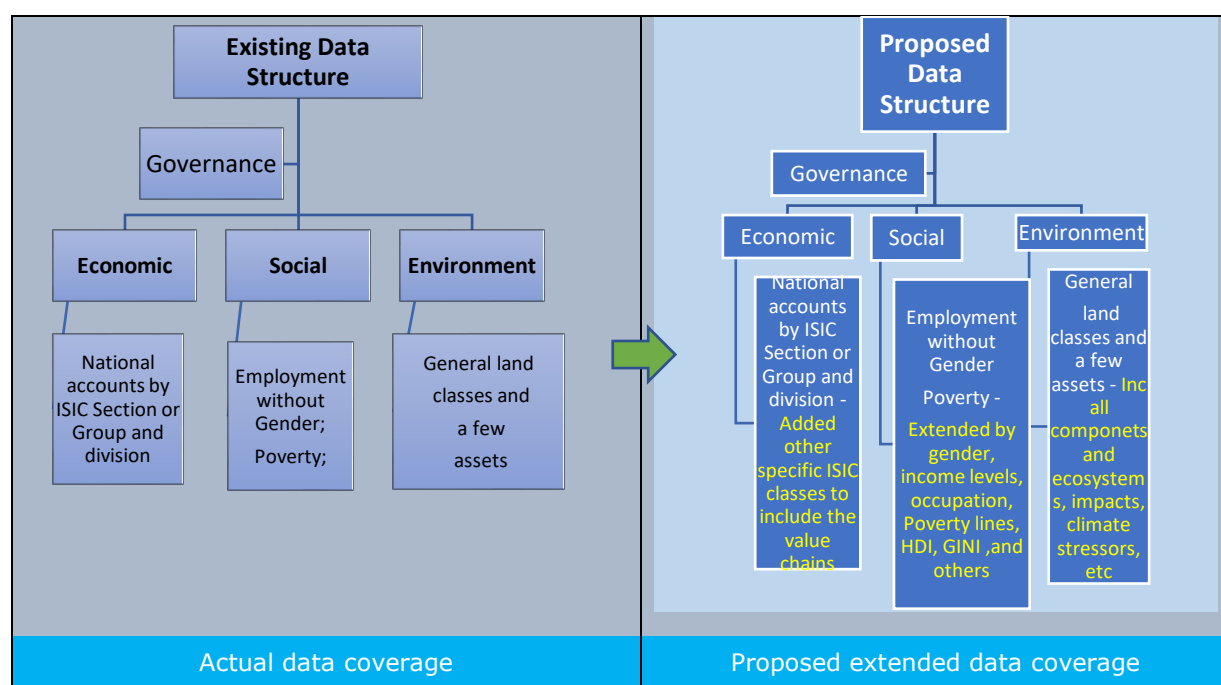 Existing Data
Structure
Governance
Economic
Social
Environment
National
accounts by
ISIC Section or
Group and
division
Employment
without
Gender;
Poverty;
General land
classes and
a few
assets
Actual data coverage
Proposed
Data
Structure
Governance
Economic
Social
Environment
National
accounts
by ISIC
Section or
Group and
division -
Added
other
specific ISIC
classes to
include the
value
chains
Employment
without
Gender
Poverty -
Extended by
gender,
income levels,
occupation,
Poverty lines,
HDI, GINI ,and
others
General
land
classes and
a few
assets - Inc
all
componets
and
ecosystem
s, impacts,
climate
stressors,
etc
Proposed extended data coverage